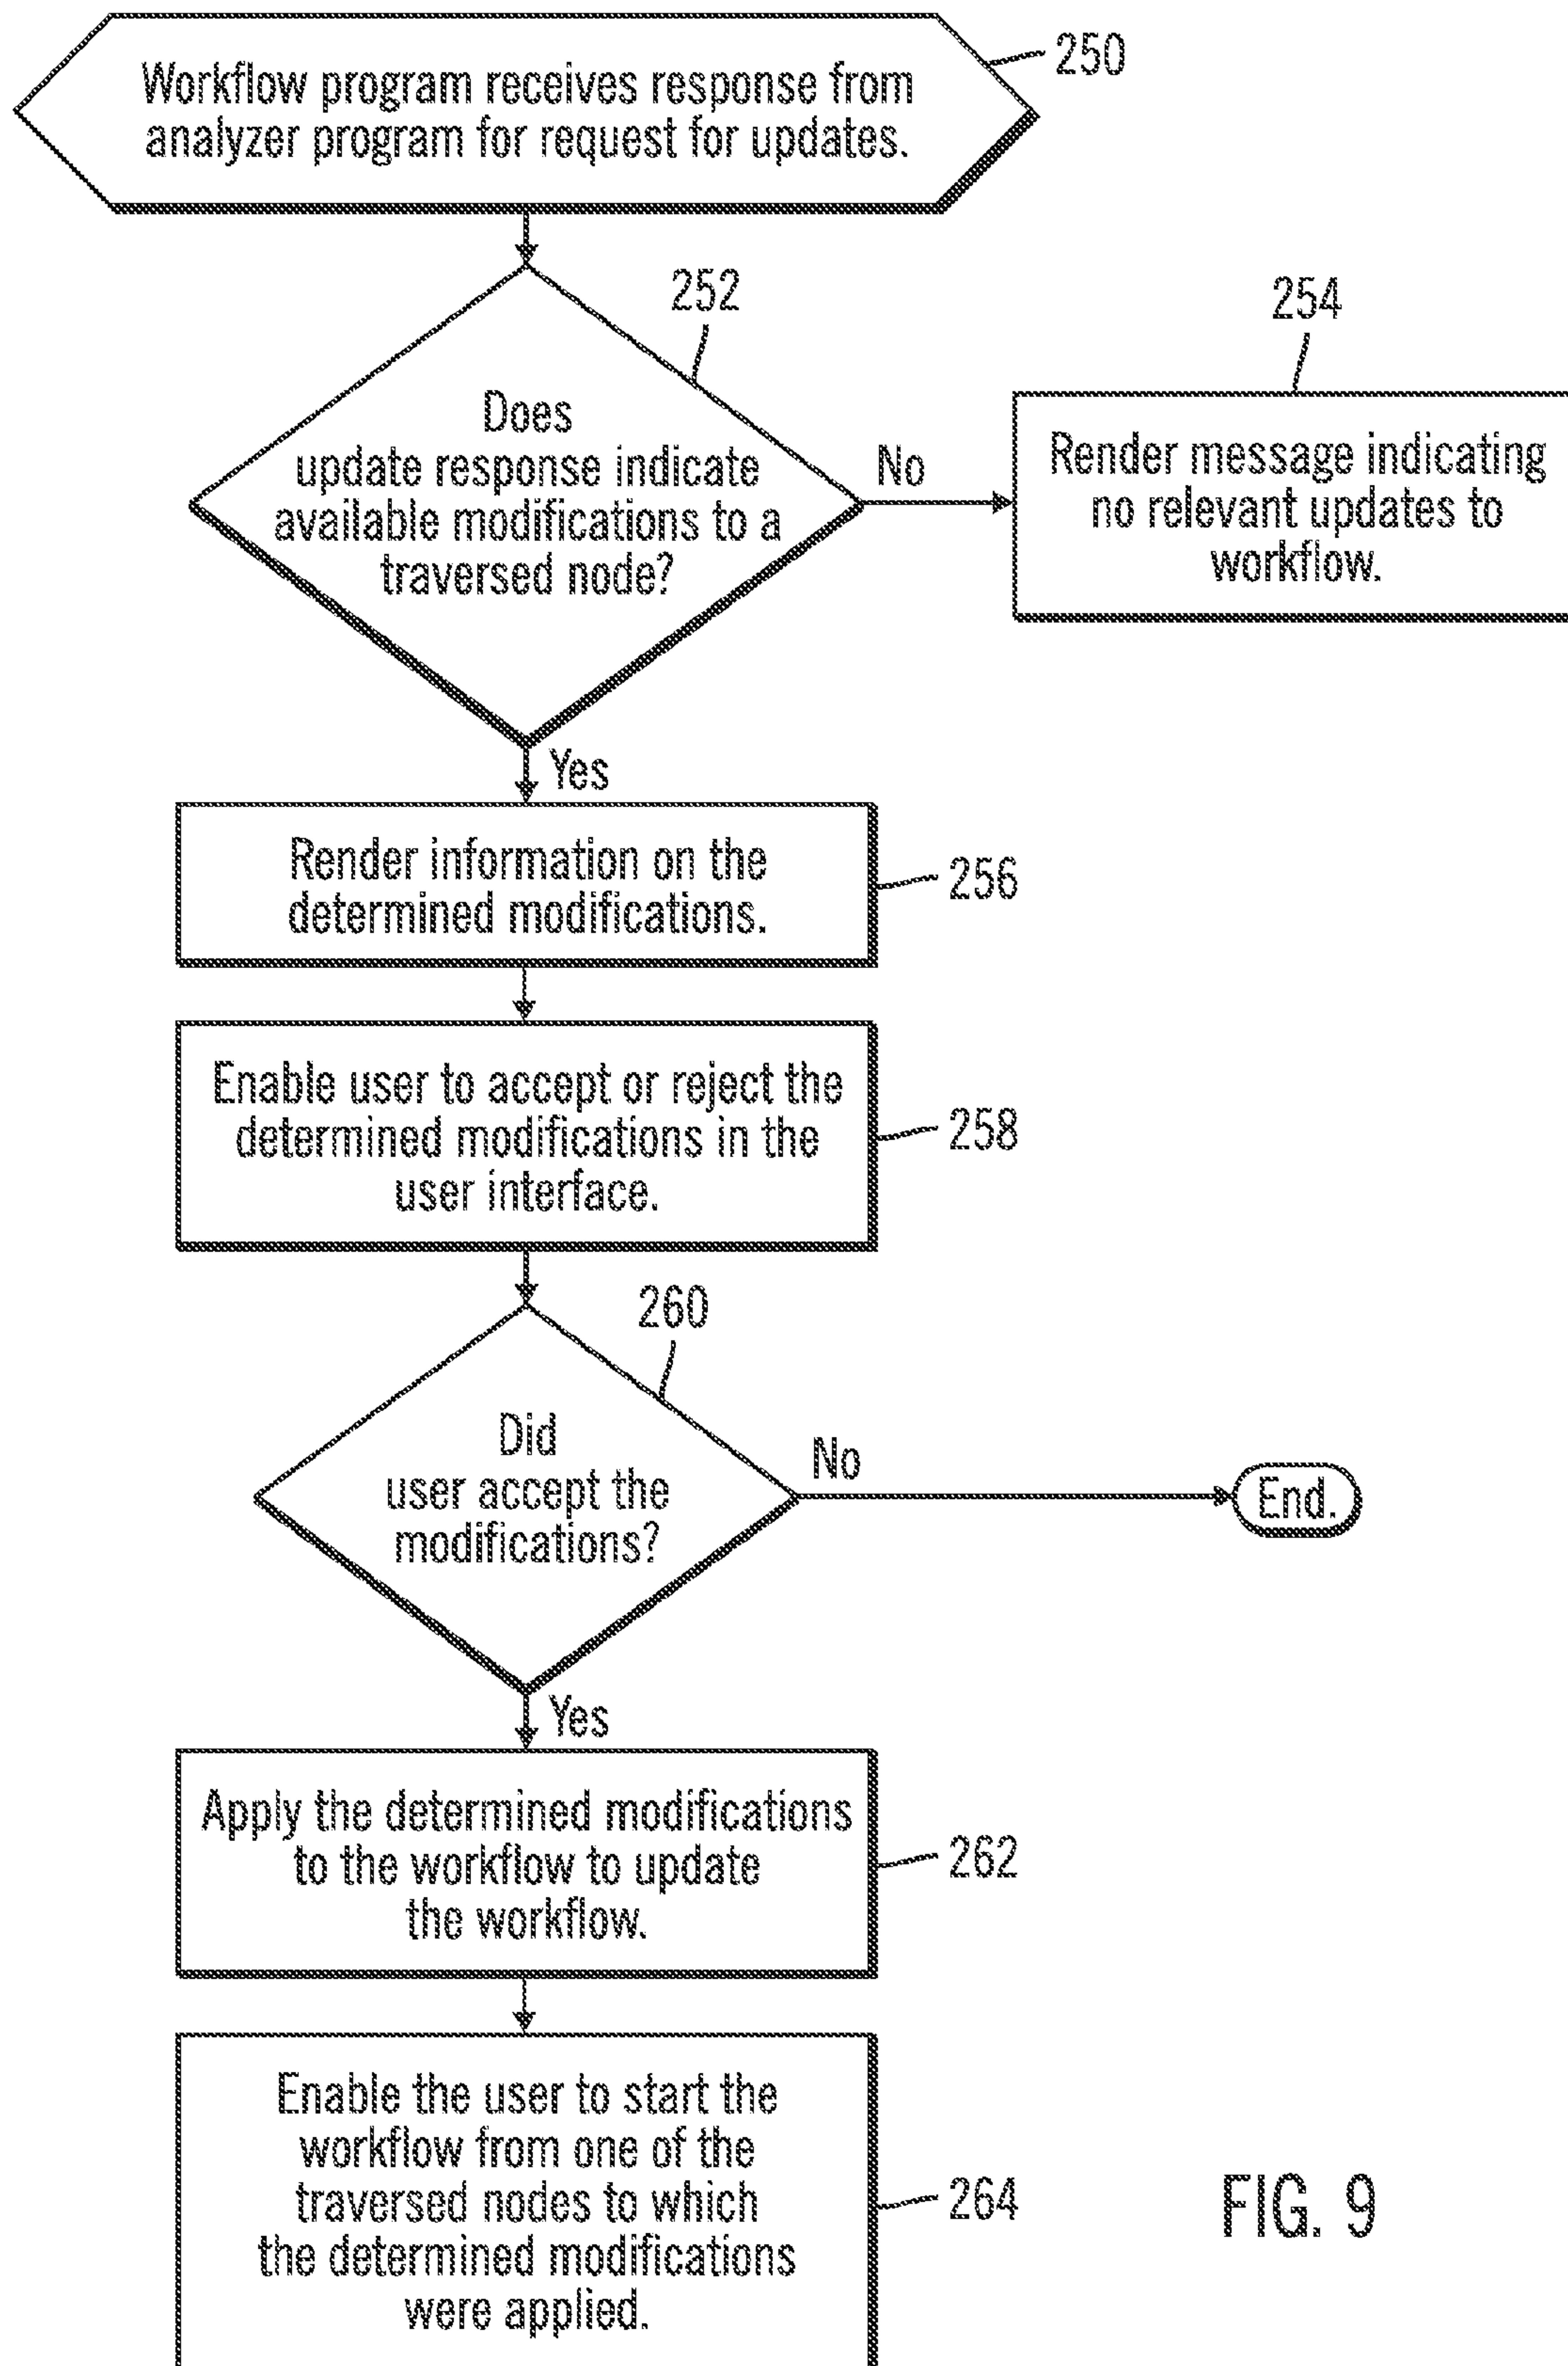 Workflow program receives response from
analyzer program for request for updates.
250
252
Does
update response indicate
available modifications to a
traversed node?
No
254
Render message indicating
no relevant updates to
workflow.
Yes
Render information on the
determined modifications.
256
Enable user to accept or reject the
determined modifications in the
user interface.
258
260
Did
user accept the
modifications?
No
End.
Yes
Apply the determined modifications
to the workflow to update
the workflow.
262
Enable the user to start the
workflow from one of the
traversed nodes to which
the determined modifications
were applied.
264
FIG. 9